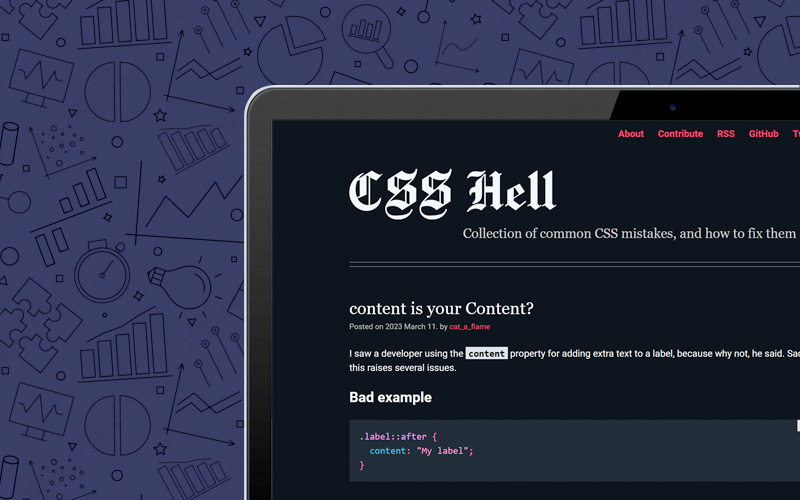 About Contribute RSS GitHub
CSS Hell
Collection of common CSS mistakes, and how to fix them
content is your Content?
Posted on 2023 March 11. by cat_a_flame
I saw a developer using the content property for adding extra text to a label, because why not, he said.
this raises several issues.
Bad example
.label::after {
content: "My label";
}